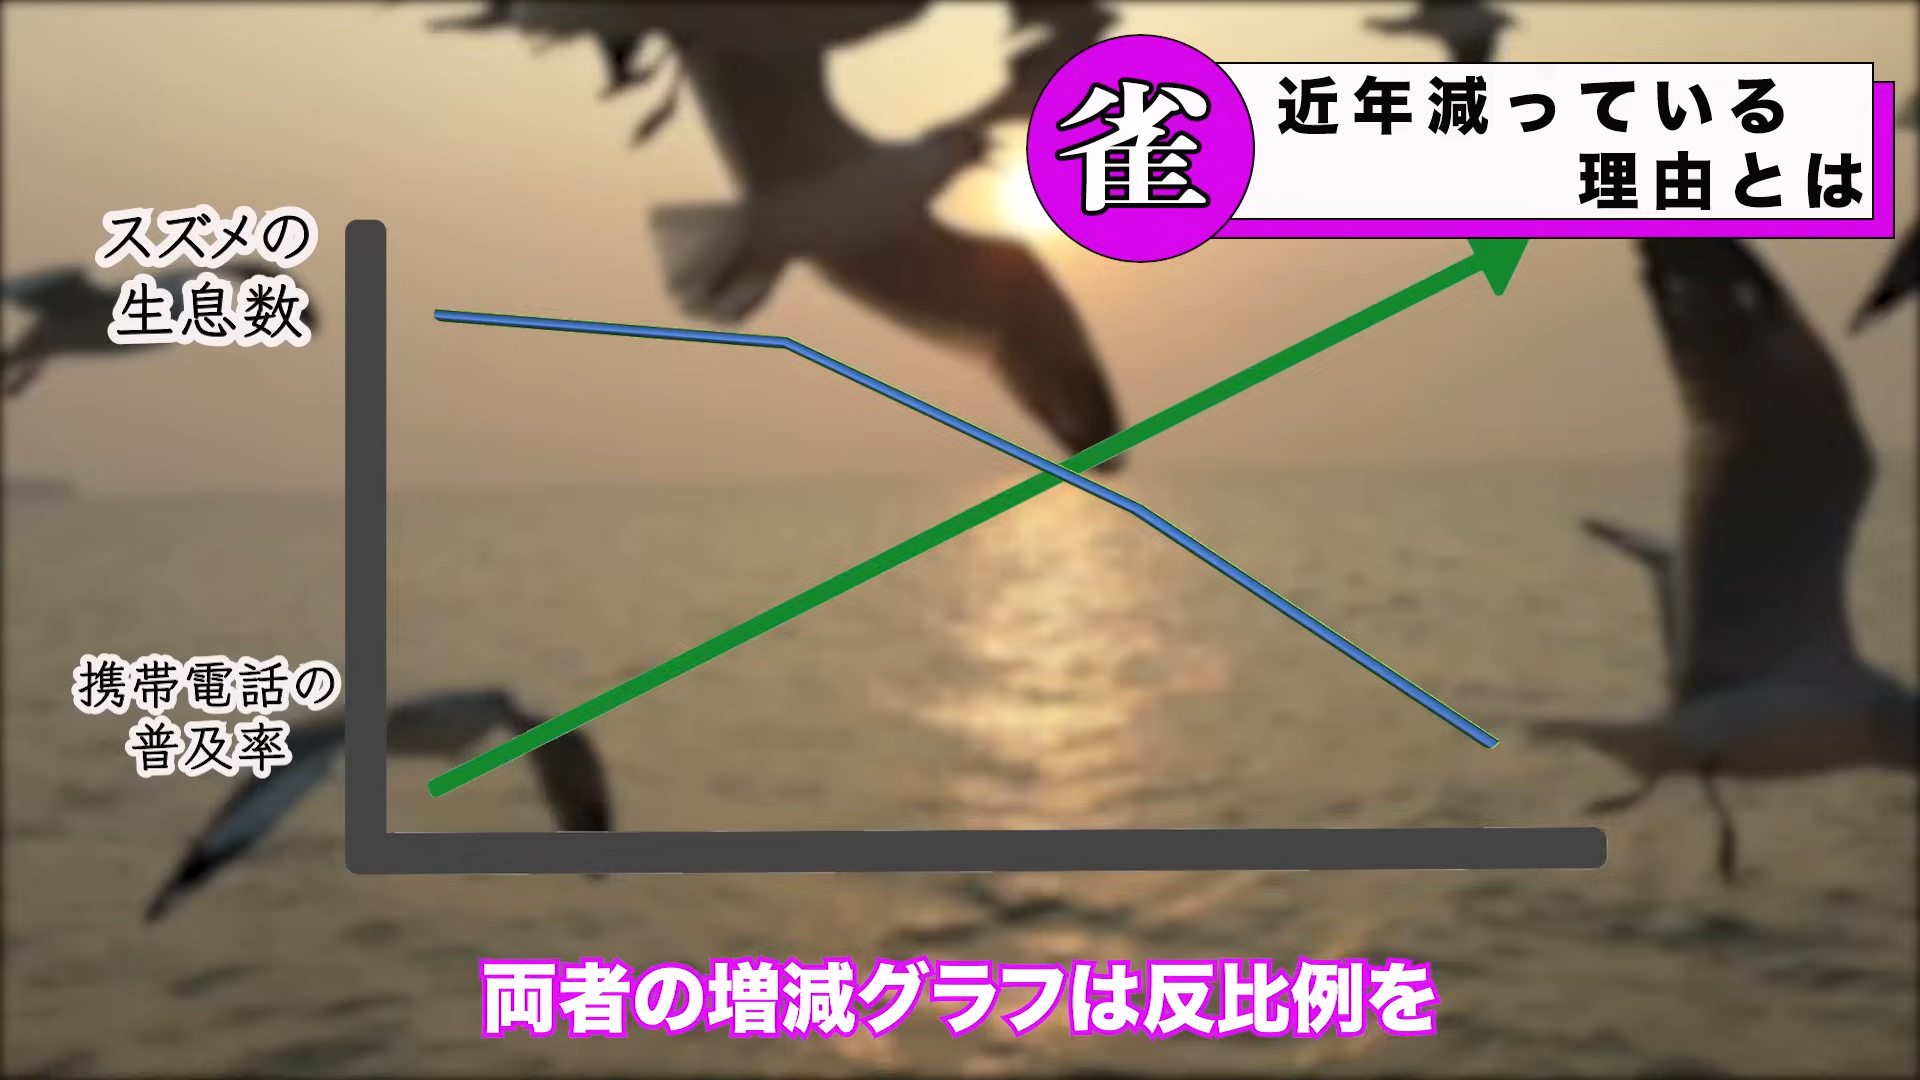 雀
近年減っている
理由とは
スズメの
生息数
携帯電話の
普及率
両者の増減グラフは反比例を